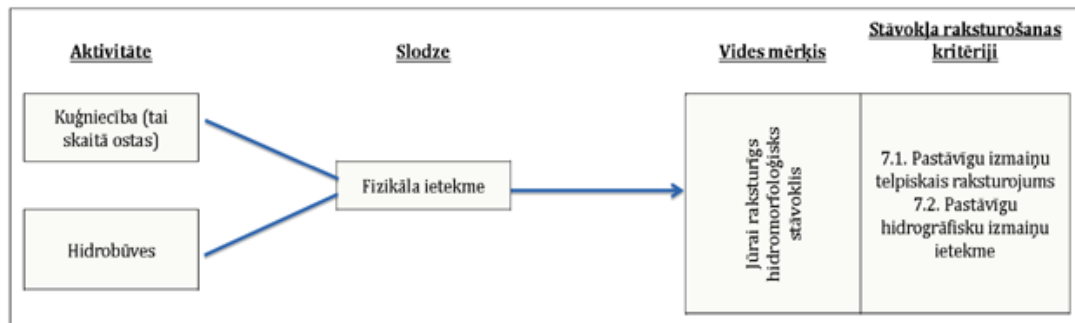 Aktivitāte
Slodze
Vides mērķis
Stāvokļa raksturošanas
kritēriji
Kuģniecība (tai
skaitā ostas)
Hidrobūves
Fizikāla ietekme
Jūrai raksturīgs
hidromorfoloģisks
stāvoklis
7.1. Pastāvīgu izmaiņu
telpiskais raksturojums
7.2. Pastāvīgu
hidrogrāfisku izmaiņu
ietekme